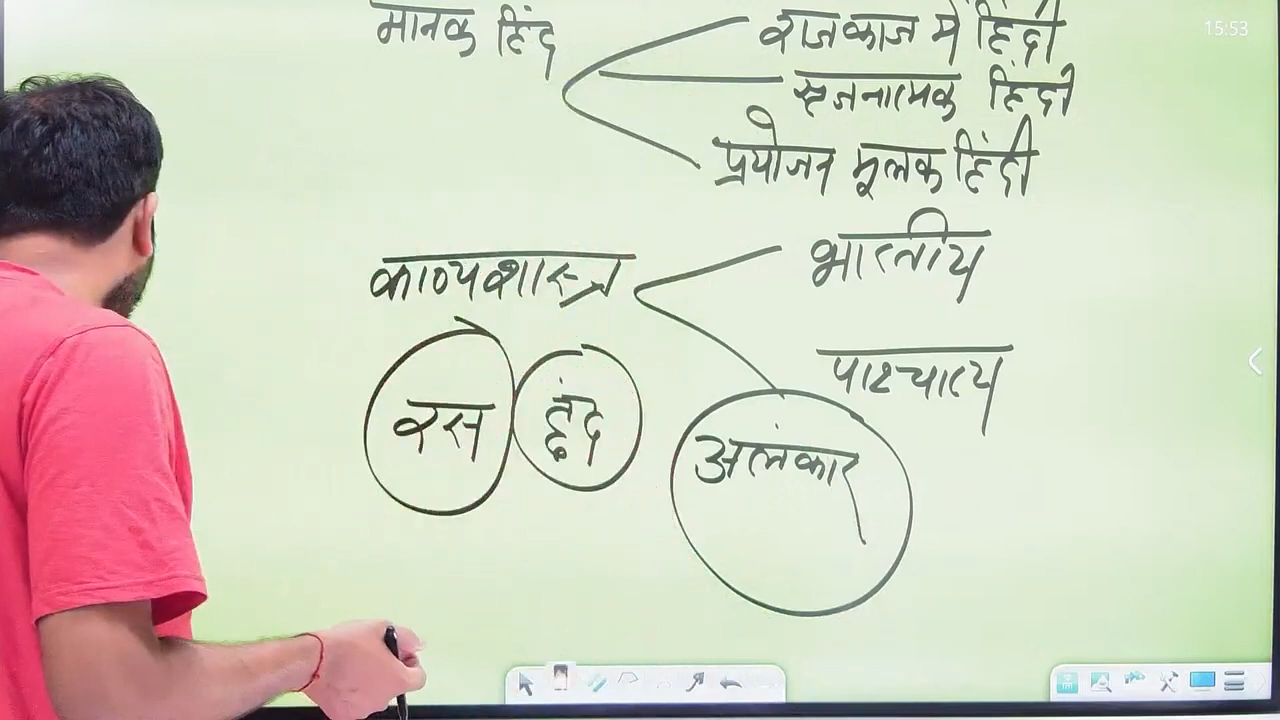 मानक हिंद
राजकाज में हिंदी
सृजनात्मक हिंदी
प्रयोजन मूलक हिंदी
काव्यशास्त्र
भारतीय
पाश्चात्य
रस
छंद
अलंकार
15:53